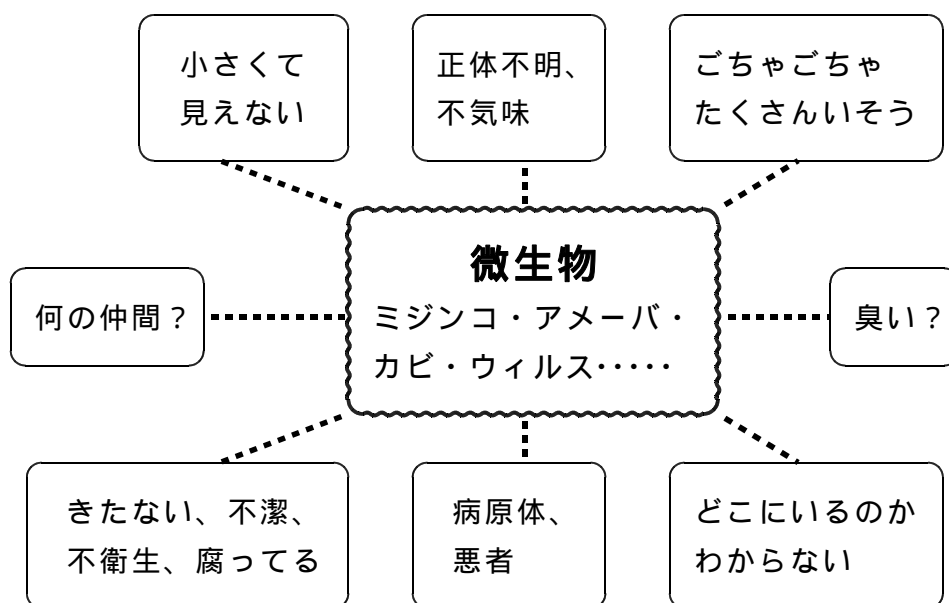 小さくて
見えない
正体不明、
不気味
ごちゃごちゃ
たくさんいそう
何の仲間？
微生物
ミジンコ・アメーバ・
カビ・ウィルス・・・・・
臭い？
きたない、不潔、
不衛生、腐ってる
病原体、
悪者
どこにいるのか
わからない